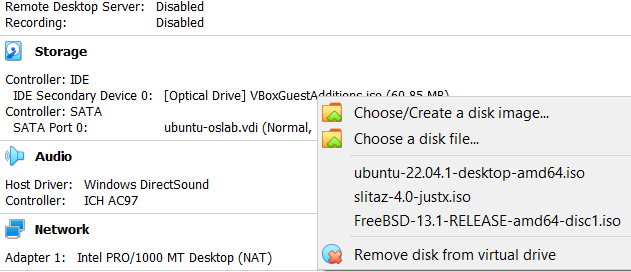 Remote Desktop Server: Disabled
Recording: Disabled
Storage
Controller: IDE
IDE Secondary Device 0: [Optical Drive] VBoxGuestAdditions.iso (60.85 MB)
Controller: SATA
SATA Port 0: ubuntu-oslab.vdi (Normal,
Audio
Host Driver: Windows DirectSound
Controller: ICH AC97
Network
Adapter 1: Intel PRO/1000 MT Desktop (NAT)
Choose/Create a disk image...
Choose a disk file...
ubuntu-22.04.1-desktop-amd64.iso
slitaz-4.0-justx.iso
FreeBSD-13.1-RELEASE-amd64-disc1.iso
Remove disk from virtual drive